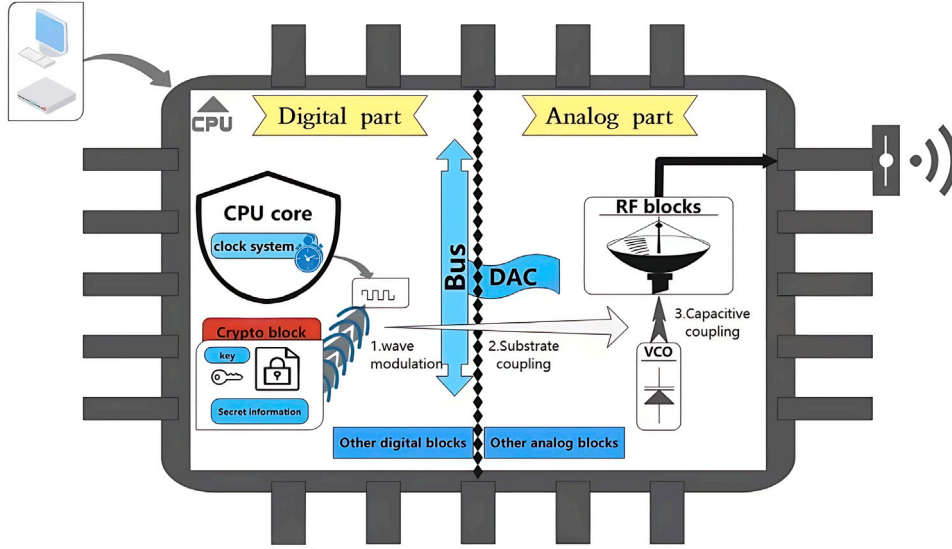 CPU
Digital part
Analog part
CPU core
clock system
Bus
DAC
RF blocks
Crypto block
key
Secret information
1.wave
modulation
2.Substrate
coupling
3.Capacitive
coupling
VCO
Other digital blocks
Other analog blocks